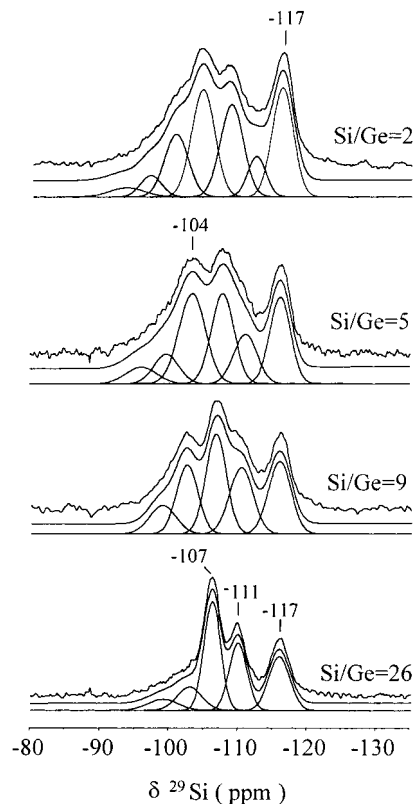 -117
Si/Ge=2
-104
Si/Ge=5
Si/Ge=9
-107
-111
-117
Si/Ge=26
-80 -90 -100 -110 -120 -130
δ ²⁹Si ( ppm )